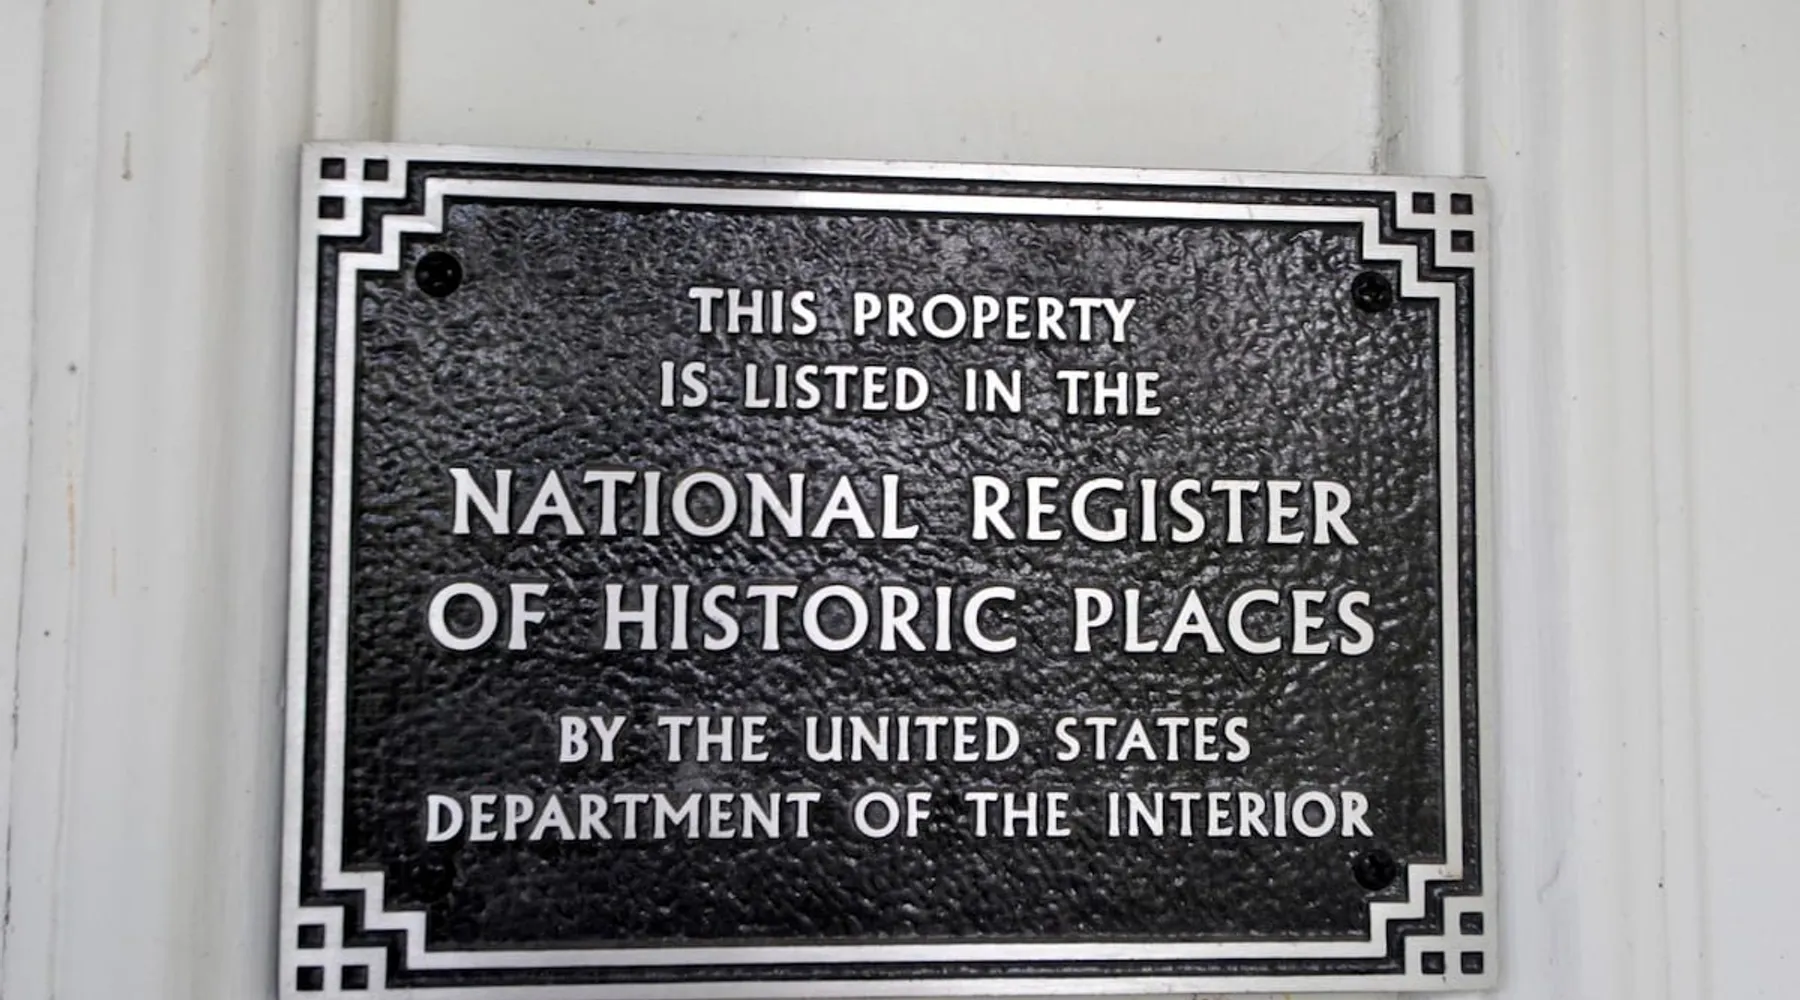 THIS PROPERTY
IS LISTED IN THE
NATIONAL REGISTER
OF HISTORIC PLACES
BY THE UNITED STATES
DEPARTMENT OF THE INTERIOR